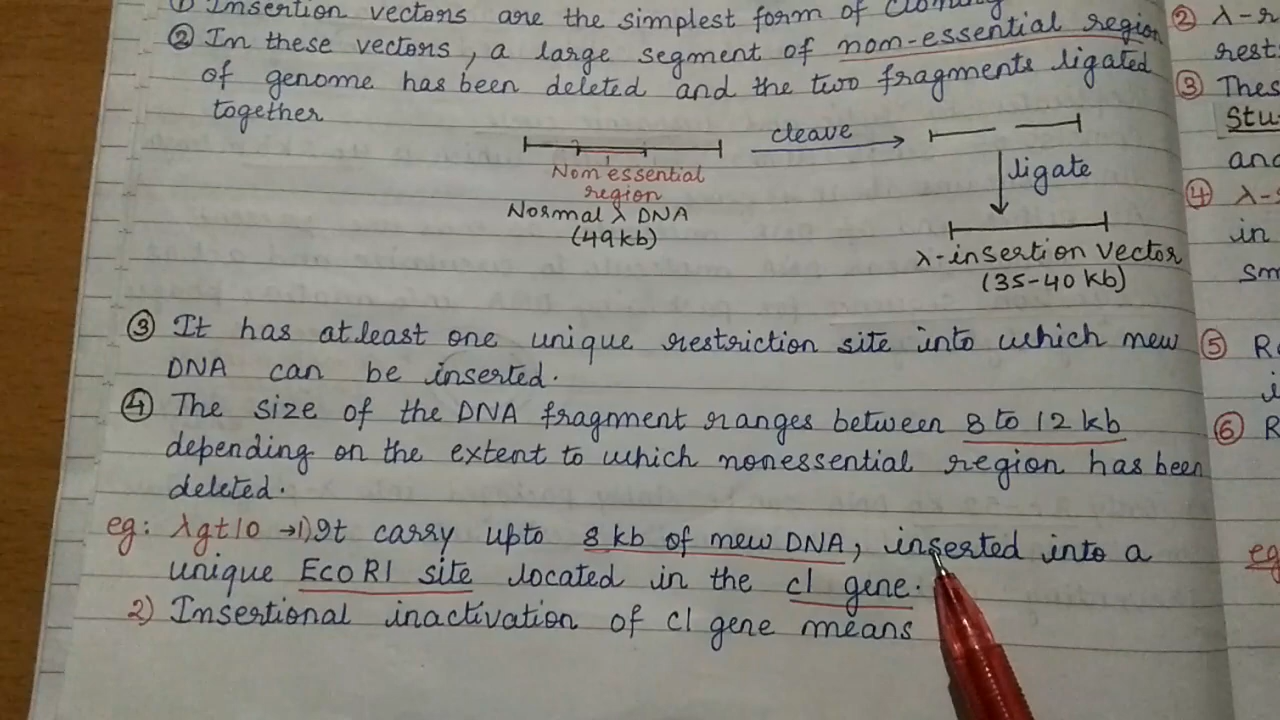 ① Insertion vectors are the simplest form of cloning
② In these vectors, a large segment of non-essential region
of genome has been deleted and the two fragments ligated
together
cleave
Non essential
region
Normal λ DNA
(49kb)
ligate
λ-insertion vector
(35-40 kb)
③ It has atleast one unique restriction site into which new
DNA can be inserted.
④ The size of the DNA fragment ranges between 8 to 12 kb
depending on the extent to which nonessential region has been
deleted.
eg: λgt10 →1) It carry upto 8 kb of new DNA, inserted into a
unique EcoRI site located in the cI gene.
2) Insertional inactivation of cI gene means
② λ-r
rest
③ Thes
Stu
and
④ λ-
in
sm
⑤ R
i
⑥ R
eg